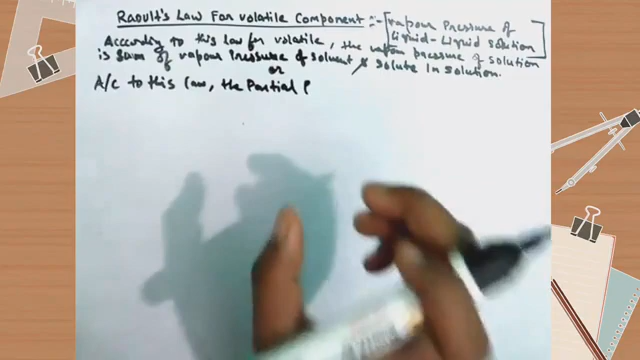 Raoult's Law For Volatile Component :- [vapour Pressure of
liquid-liquid solution]
According to this law for volatile, the vapour pressure of solution
is sum of vapour Pressure of solvent & solute in solution.
or
A/c to this law, the Partial P